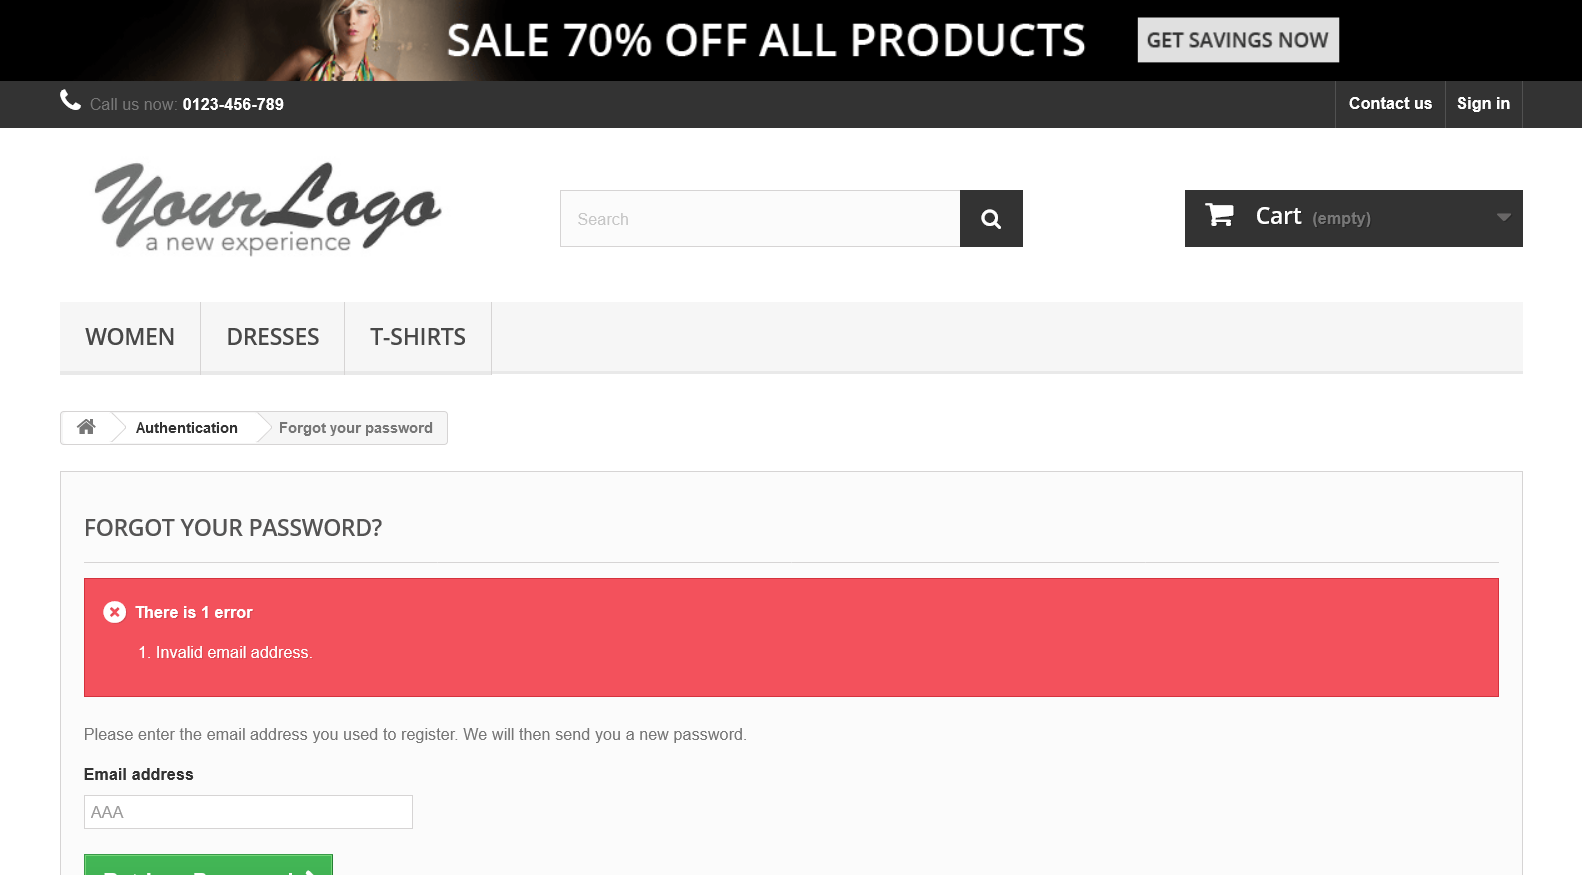 SALE 70% OFF ALL PRODUCTS
GET SAVINGS NOW
Call us now: 0123-456-789
Contact us
Sign in
Your Logo
a new experience
Search
Cart (empty)
WOMEN
DRESSES
T-SHIRTS
Authentication
Forgot your password
FORGOT YOUR PASSWORD?
There is 1 error
1. Invalid email address.
Please enter the email address you used to register. We will then send you a new password.
Email address
AAA